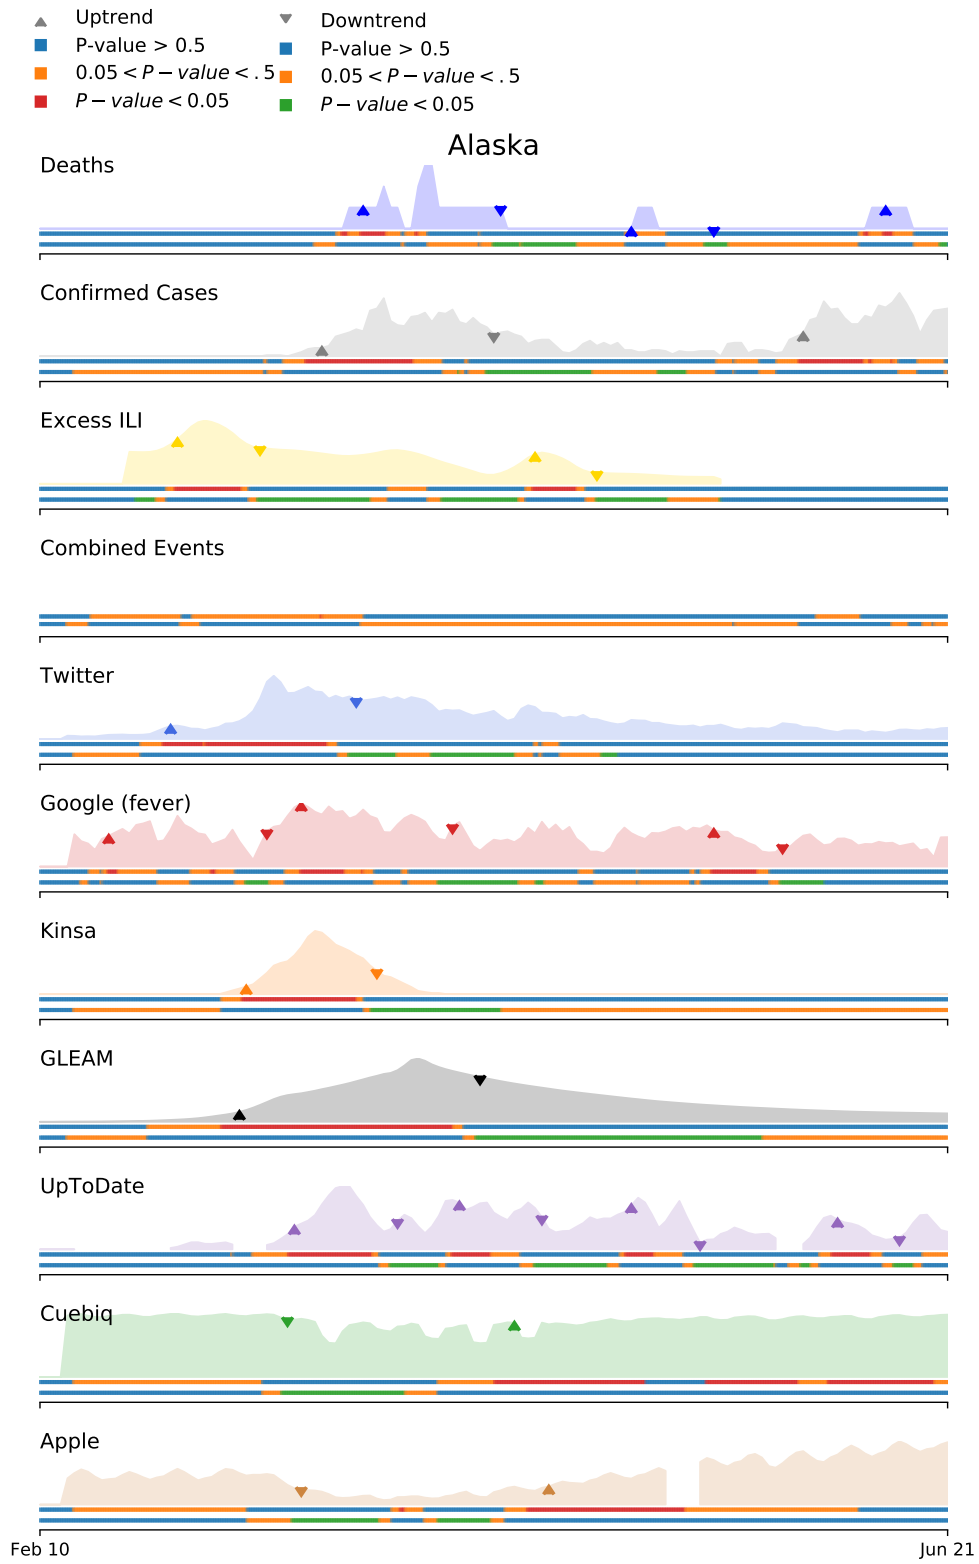 Uptrend
P-value > 0.5
0.05 < P − value < .5
P − value < 0.05
Downtrend
P-value > 0.5
0.05 < P − value < .5
P − value < 0.05
Alaska
Deaths
Confirmed Cases
Excess ILI
Combined Events
Twitter
Google (fever)
Kinsa
GLEAM
UpToDate
Cuebiq
Apple
Feb 10
Jun 21